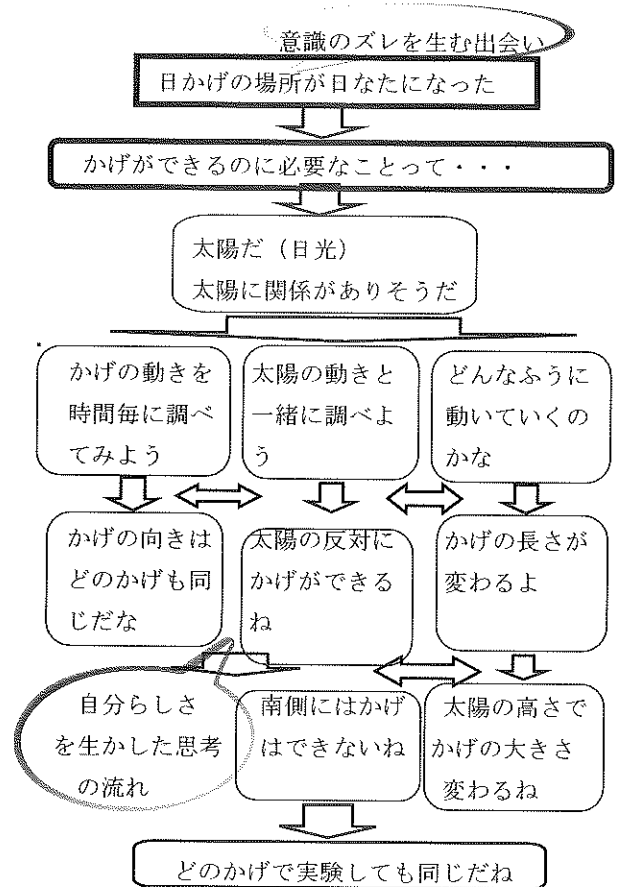 意識のズレを生む出会い
日かげの場所が日なたになった
かげができるのに必要なことって・・・
太陽だ（日光）
太陽に関係がありそうだ
かげの動きを
時間毎に調べ
てみよう
太陽の動きと
一緒に調べよ
う
どんなふうに
動いていくの
かな
かげの向きは
どのかげも同
じだな
太陽の反対に
かげができる
ね
かげの長さが
変わるよ
自分らしさ
を生かした思考
の流れ
南側にはかげ
はできないね
太陽の高さで
かげの大きさ
変わるね
どのかげで実験しても同じだね